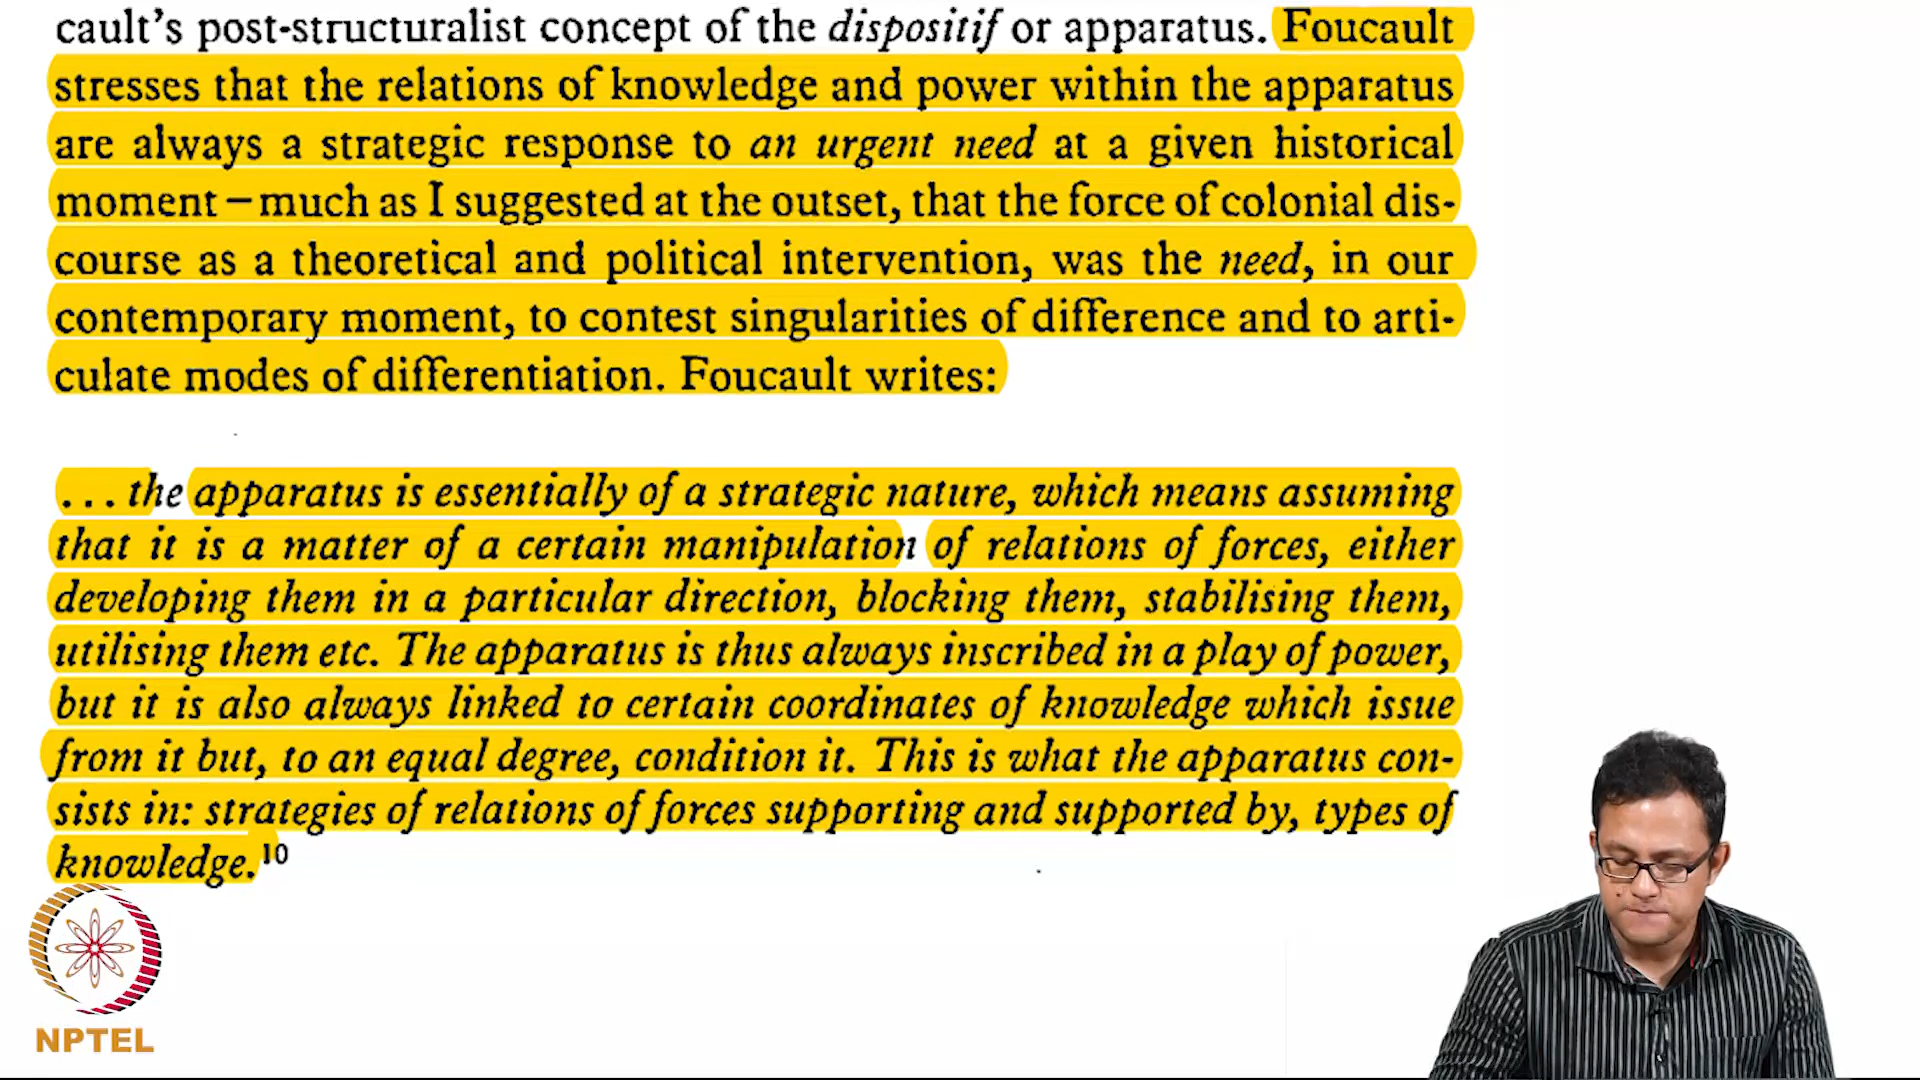 cault's post-structuralist concept of the dispositif or apparatus. Foucault
stresses that the relations of knowledge and power within the apparatus
are always a strategic response to an urgent need at a given historical
moment—much as I suggested at the outset, that the force of colonial dis-
course as a theoretical and political intervention, was the need, in our
contemporary moment, to contest singularities of difference and to arti-
culate modes of differentiation. Foucault writes:
... the apparatus is essentially of a strategic nature, which means assuming
that it is a matter of a certain manipulation of relations of forces, either
developing them in a particular direction, blocking them, stabilising them,
utilising them etc. The apparatus is thus always inscribed in a play of power,
but it is also always linked to certain coordinates of knowledge which issue
from it but, to an equal degree, condition it. This is what the apparatus con-
sists in: strategies of relations of forces supporting and supported by, types of
knowledge.10
NPTEL